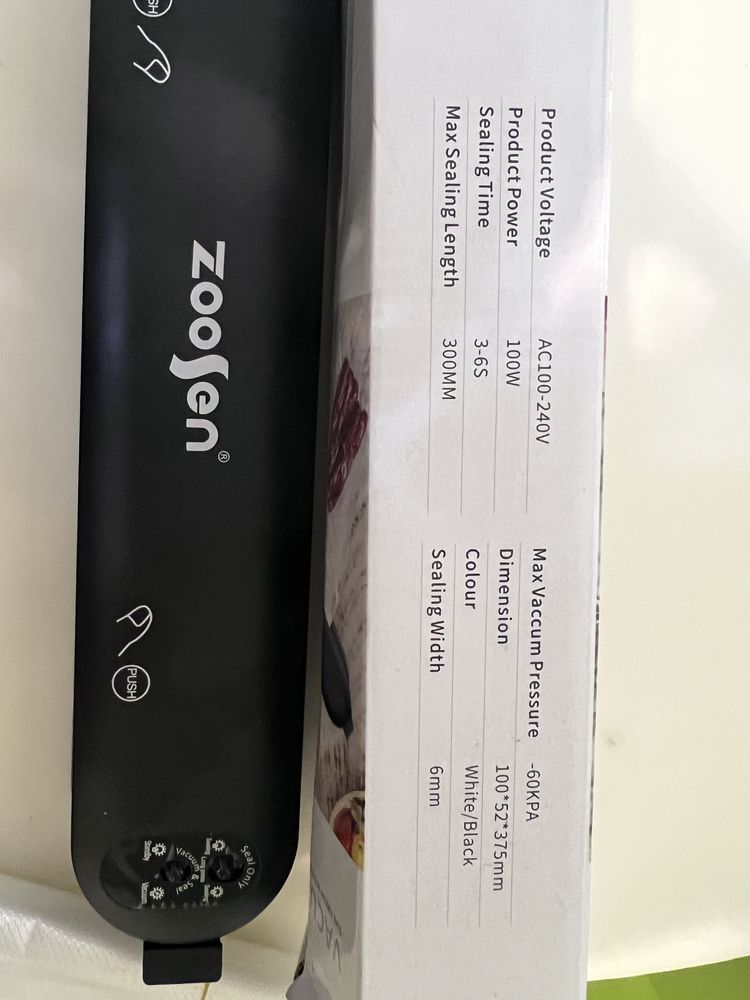 Product Voltage AC100-240V
Product Power 100W
Sealing Time 3-6S
Max Sealing Length 300MM
Max Vaccum Pressure -60KPA
Dimension 100*52*375mm
Colour White/Black
Sealing Width 6mm
zoosen®
PUSH
Seal Only
Vacuum & Seal